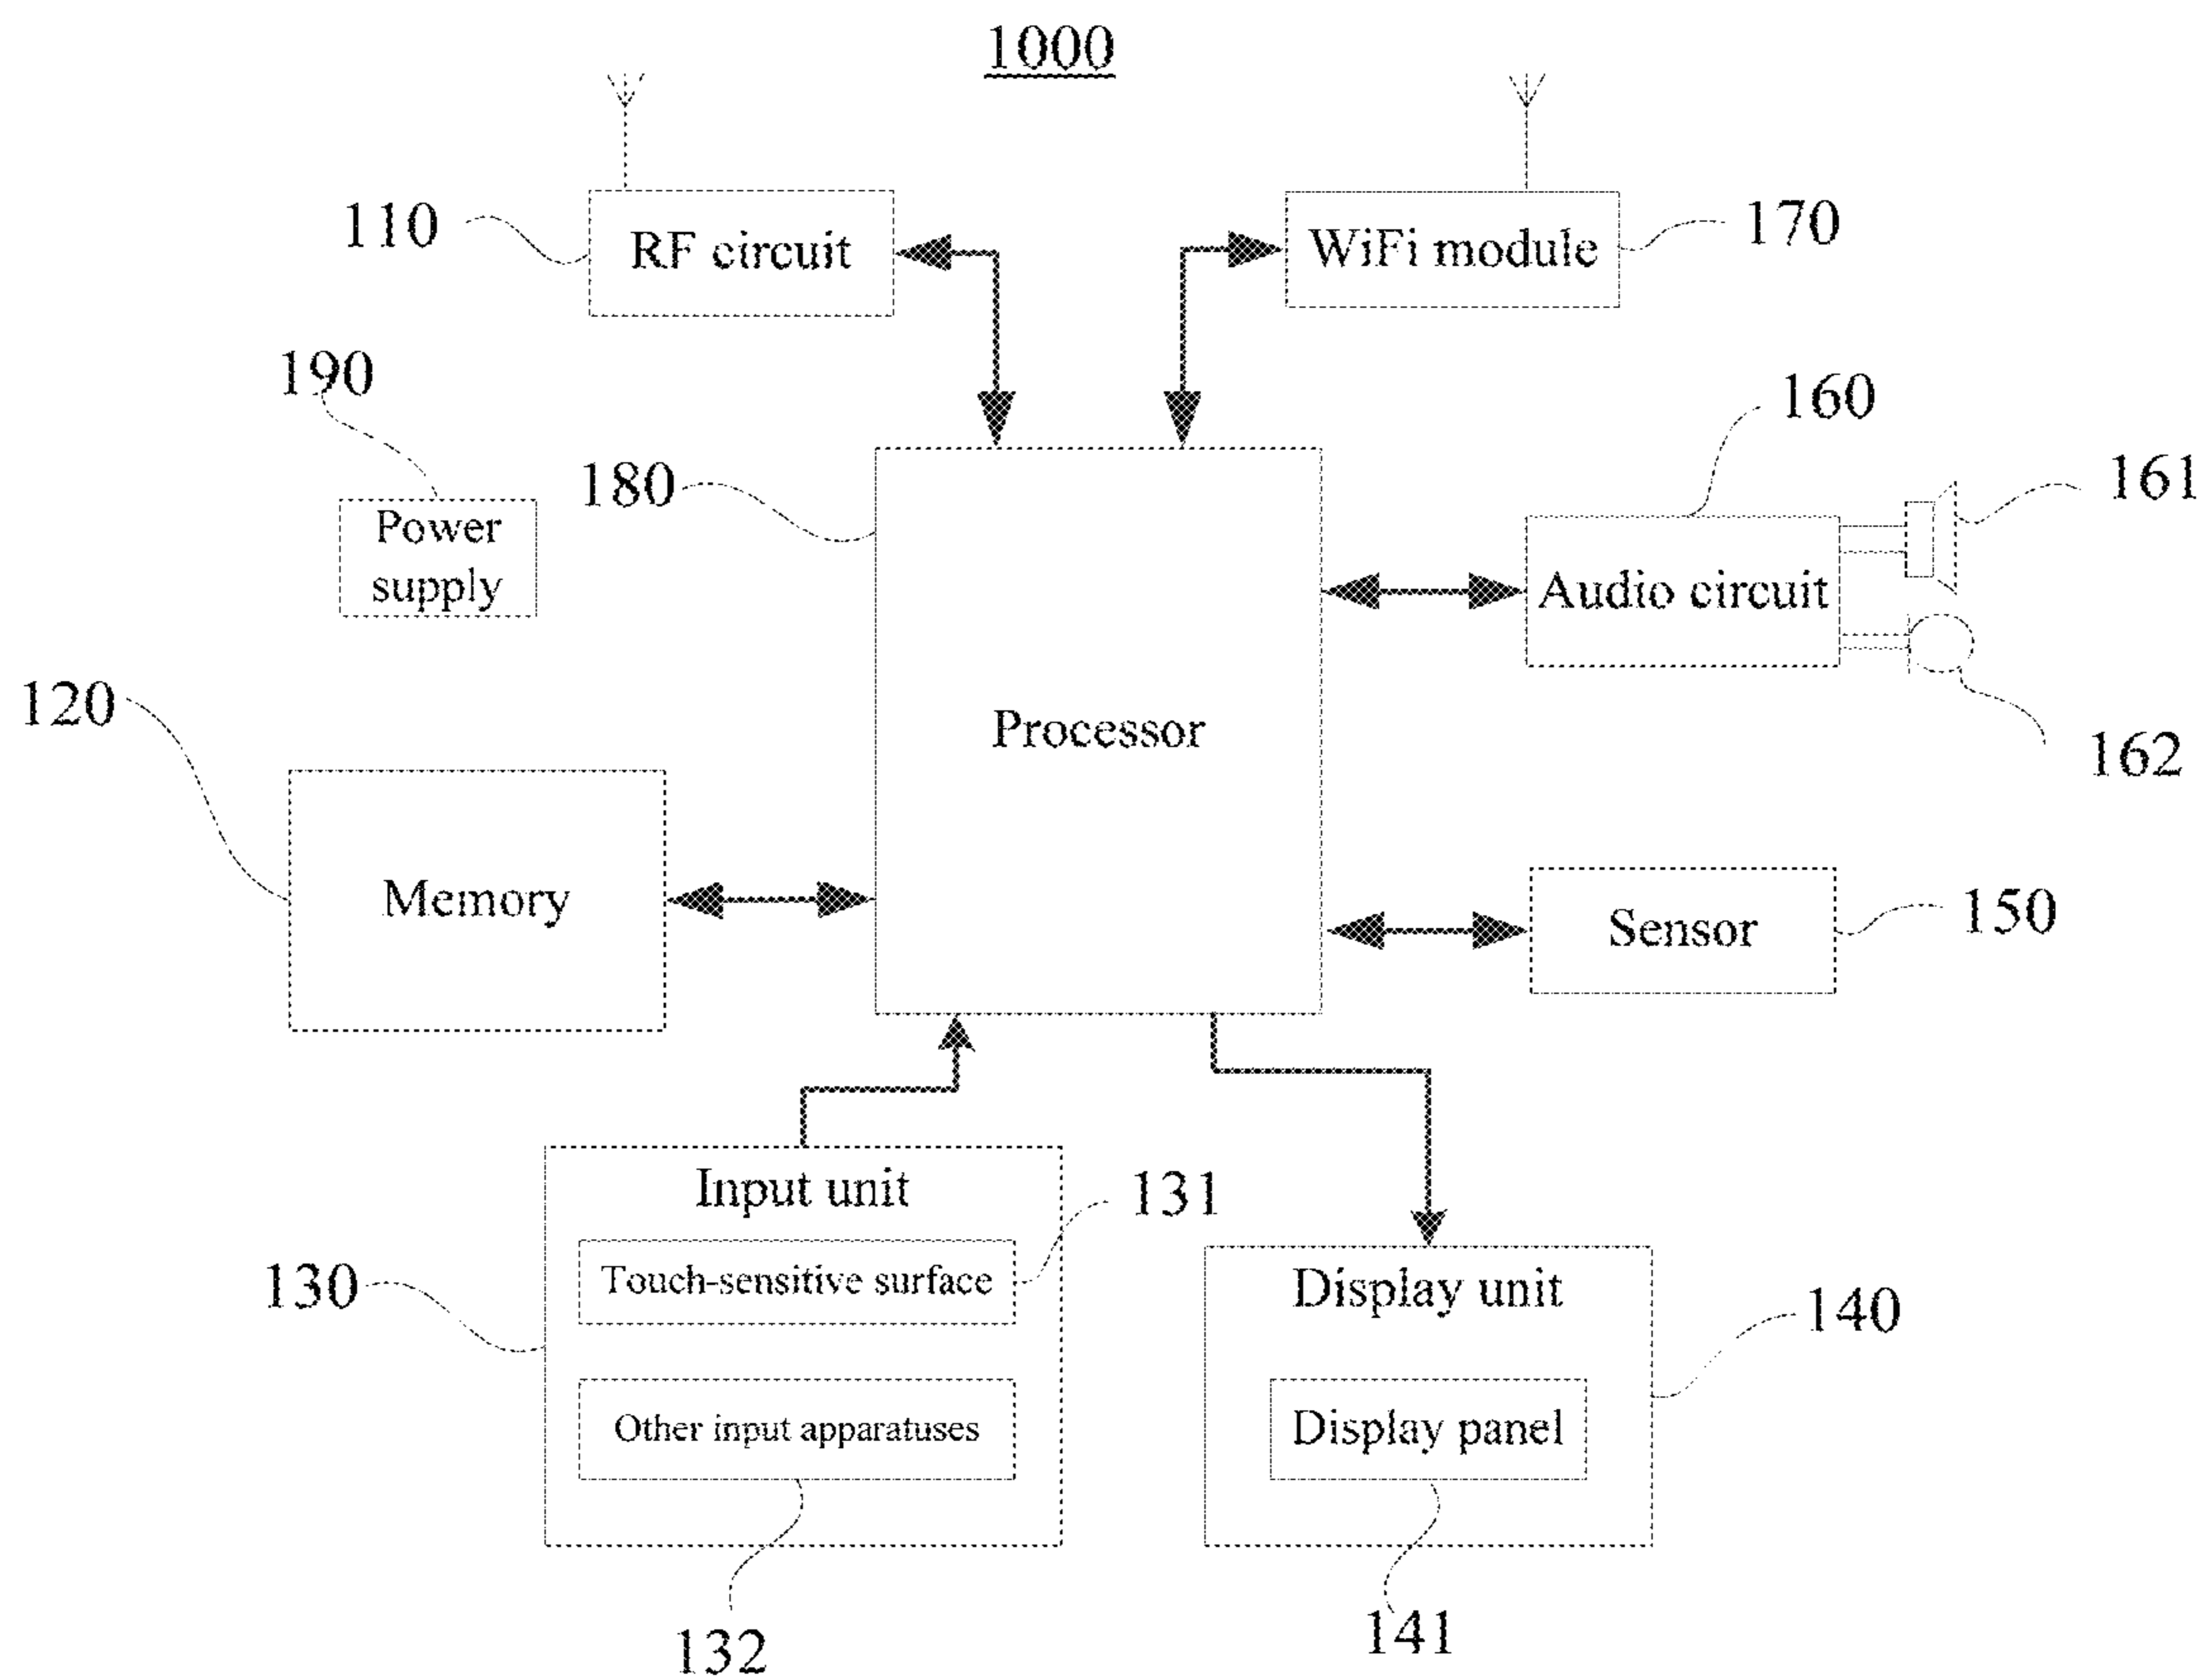 1000
110
RF circuit
WiFi module
170
190
160
180
161
Power
supply
Audio circuit
120
Processor
162
Memory
Sensor
150
Input unit
131
Touch-sensitive surface
130
Display unit
140
Other input apparatuses
Display panel
132
141